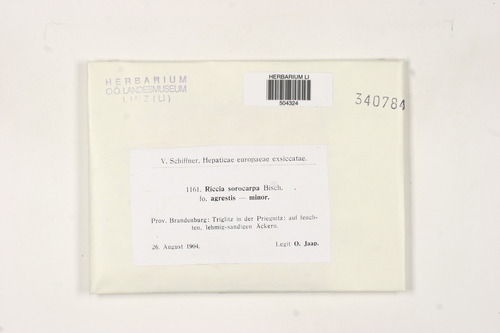 HERBARIUM
O.Ö. LANDESMUSEUM
LINZ (LI)
HERBARIUM LI
504324
340784
V. Schiffner, Hepaticae europaeae exsiccatae.
1161. Riccia sorocarpa Bisch.
fo. agrestis — minor.
Prov. Brandenburg: Triglitz in der Priegnitz: auf feuch-
ten, lehmig-sandigen Äckern.
26. August 1904. Legit O. Jaap.